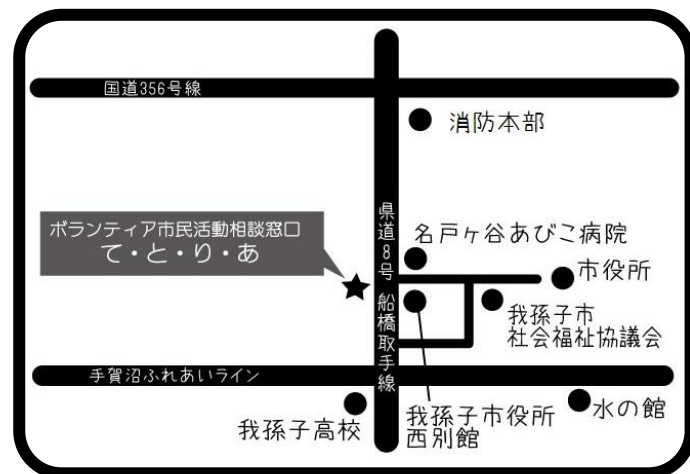 国道356号線
消防本部
県道8号 船橋取手線
ボランティア市民活動相談窓口
て・と・り・あ
名戸ヶ谷あびこ病院
市役所
我孫子市
社会福祉協議会
手賀沼ふれあいライン
我孫子高校
我孫子市役所
西別館
水の館